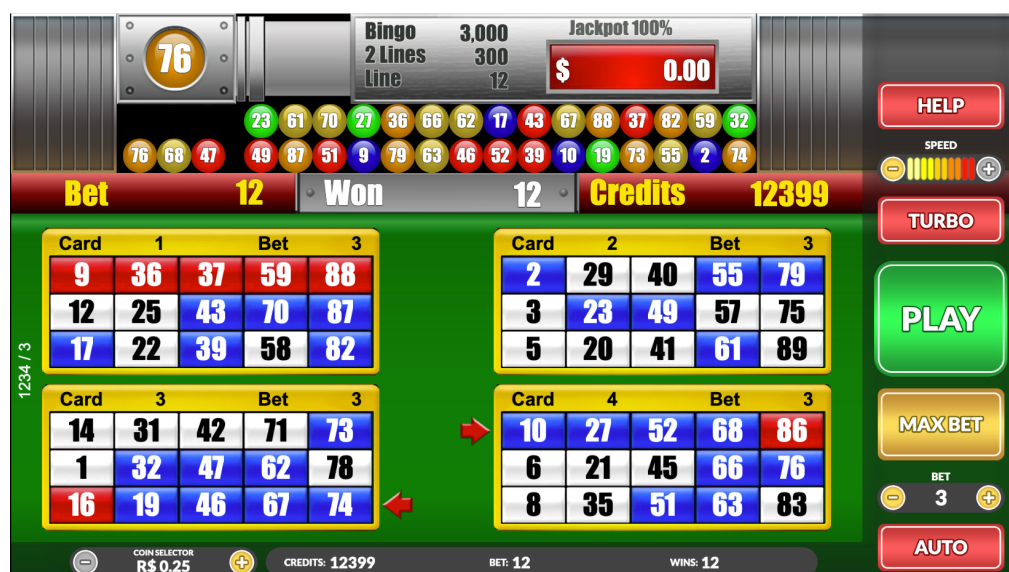 76
Bingo 3,000
2 Lines 300
Line 12
Jackpot 100%
$ 0.00
23 61 70 27 36 66 62 17 43 67 88 37 82 59 32
76 68 47 49 87 51 9 79 63 46 52 39 10 19 73 55 2 74
Bet 12 Won 12 Credits 12399
Card 1 Bet 3
9 36 37 59 88
12 25 43 70 87
17 22 39 58 82
Card 2 Bet 3
2 29 40 55 79
3 23 49 57 75
5 20 41 61 89
1234 / 3
Card 3 Bet 3
14 31 42 71 73
1 32 47 62 78
16 19 46 67 74
Card 4 Bet 3
10 27 52 68 86
6 21 45 66 76
8 35 51 63 83
COIN SELECTOR
R$ 0.25
CREDITS: 12399 BET: 12 WINS: 12
HELP
SPEED
TURBO
PLAY
MAX BET
BET
3
AUTO